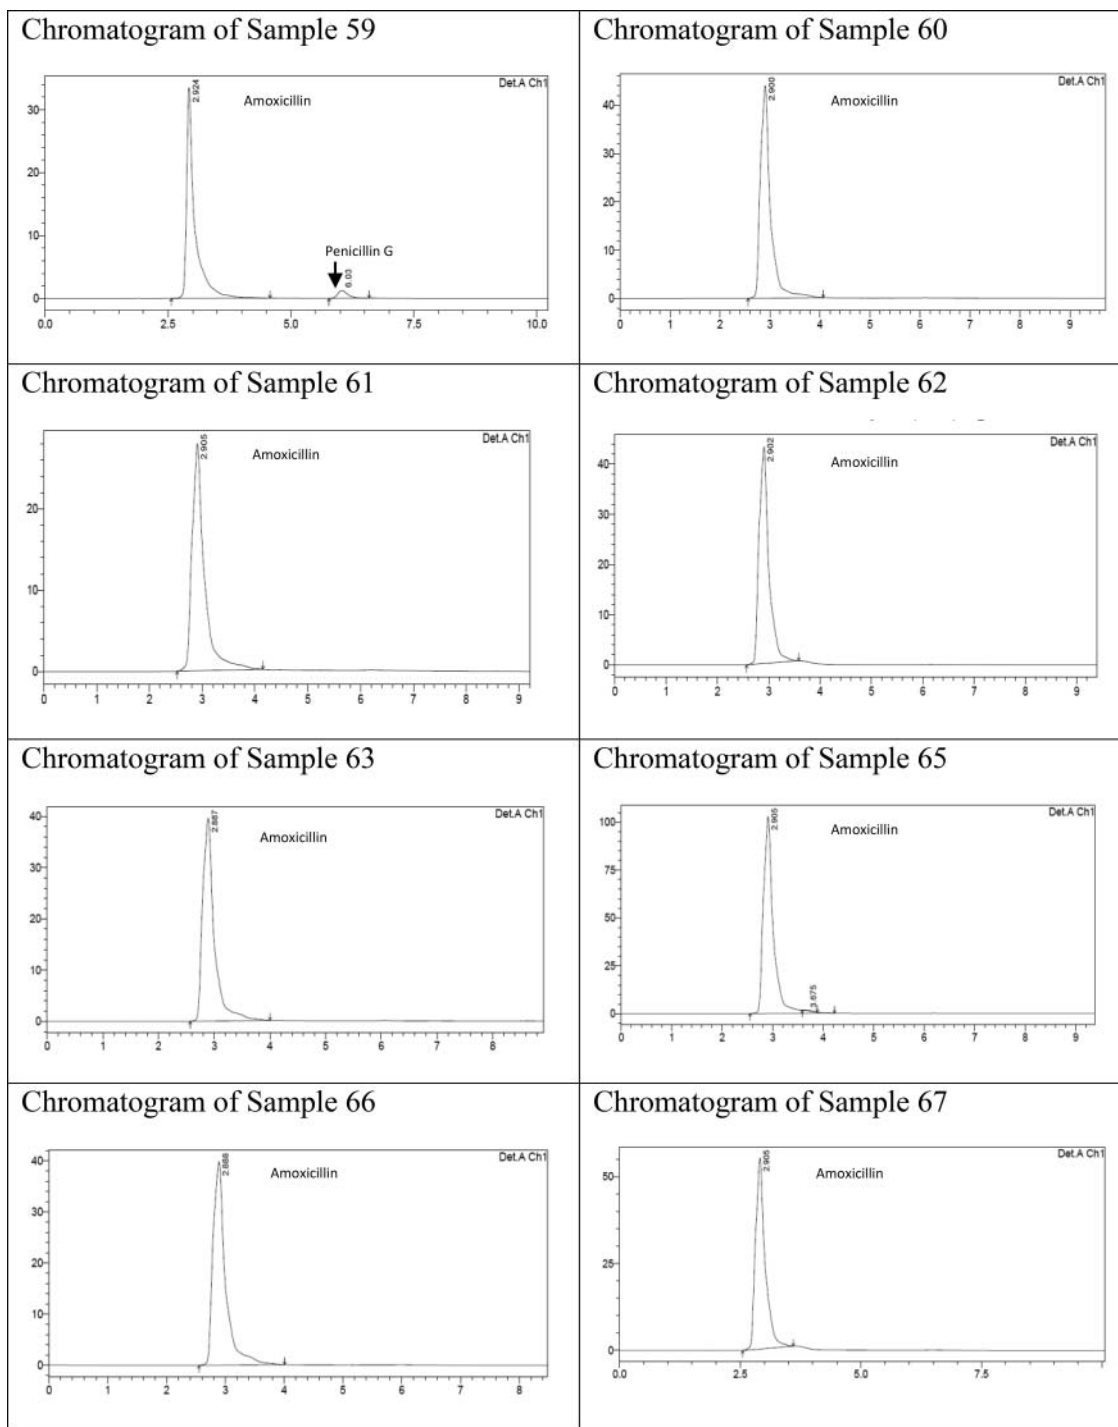 Chromatogram of Sample 59
Det.A Ch1
2.924
Amoxicillin
30
20
10
0
Penicillin G
6.03
0.0 2.5 5.0 7.5 10.0
Chromatogram of Sample 60
Det.A Ch1
2.900
Amoxicillin
40
30
20
10
0
0 1 2 3 4 5 6 7 8 9
Chromatogram of Sample 61
Det.A Ch1
2.905
Amoxicillin
20
10
0
0 1 2 3 4 5 6 7 8 9
Chromatogram of Sample 62
Det.A Ch1
2.902
Amoxicillin
40
30
20
10
0
0 1 2 3 4 5 6 7 8 9
Chromatogram of Sample 63
Det.A Ch1
2.887
Amoxicillin
40
30
20
10
0
0 1 2 3 4 5 6 7 8
Chromatogram of Sample 65
Det.A Ch1
2.905
Amoxicillin
100
75
50
25
0
3.675
0 1 2 3 4 5 6 7 8 9
Chromatogram of Sample 66
Det.A Ch1
2.888
Amoxicillin
40
30
20
10
0
0 1 2 3 4 5 6 7 8
Chromatogram of Sample 67
Det.A Ch1
2.905
Amoxicillin
50
25
0
0.0 2.5 5.0 7.5